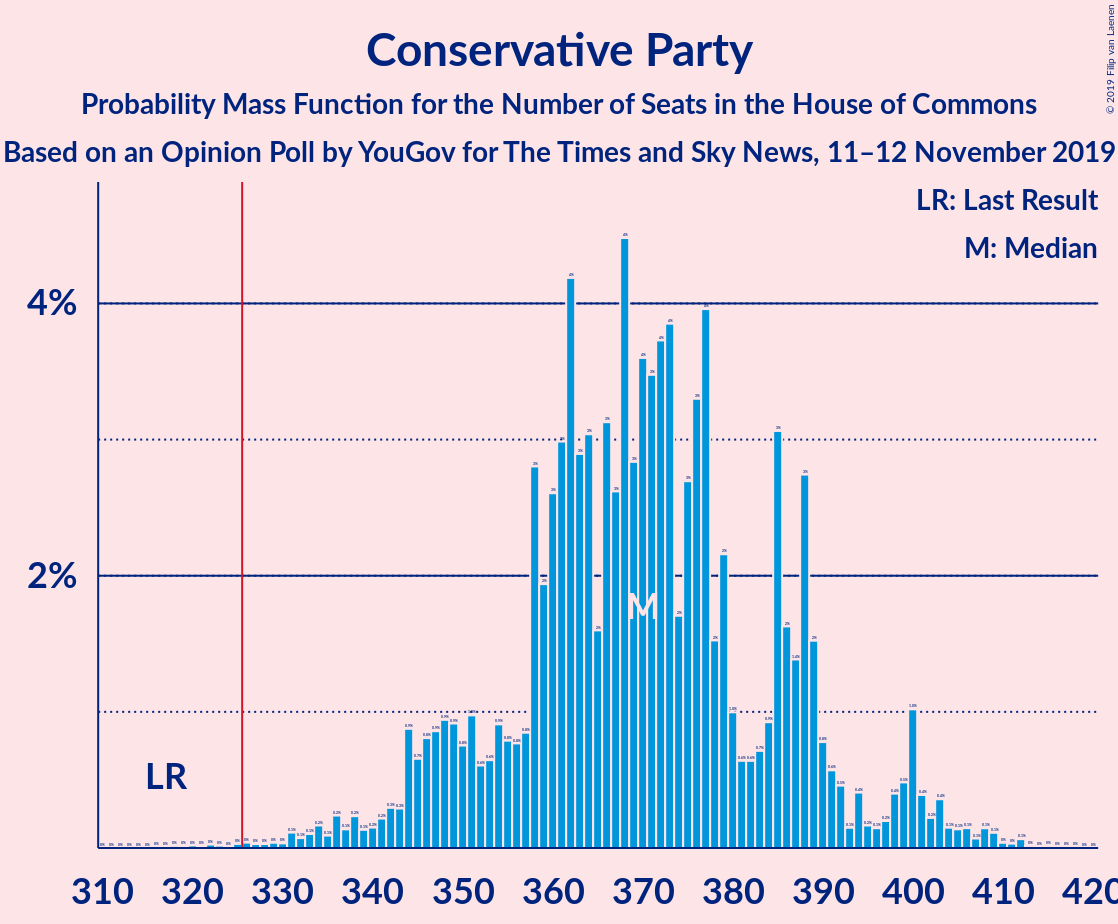 Conservative Party
© 2019 Filip van Laenen
Probability Mass Function for the Number of Seats in the House of Commons
Based on an Opinion Poll by YouGov for The Times and Sky News, 11–12 November 2019
LR: Last Result
M: Median
4%
2%
M
LR
310 320 330 340 350 360 370 380 390 400 410 420